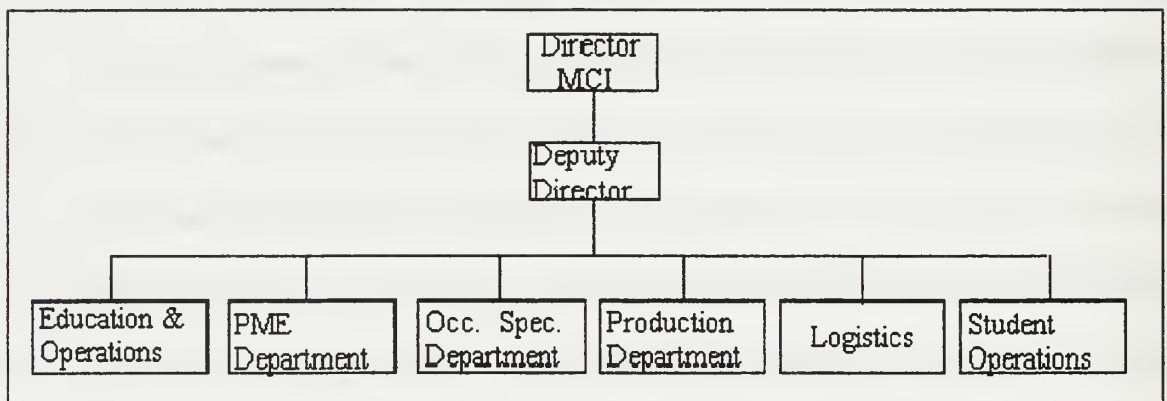 Director
MCI
Deputy
Director
Education &
Operations
PME
Department
Occ. Spec.
Department
Production
Department
Logistics
Student
Operations